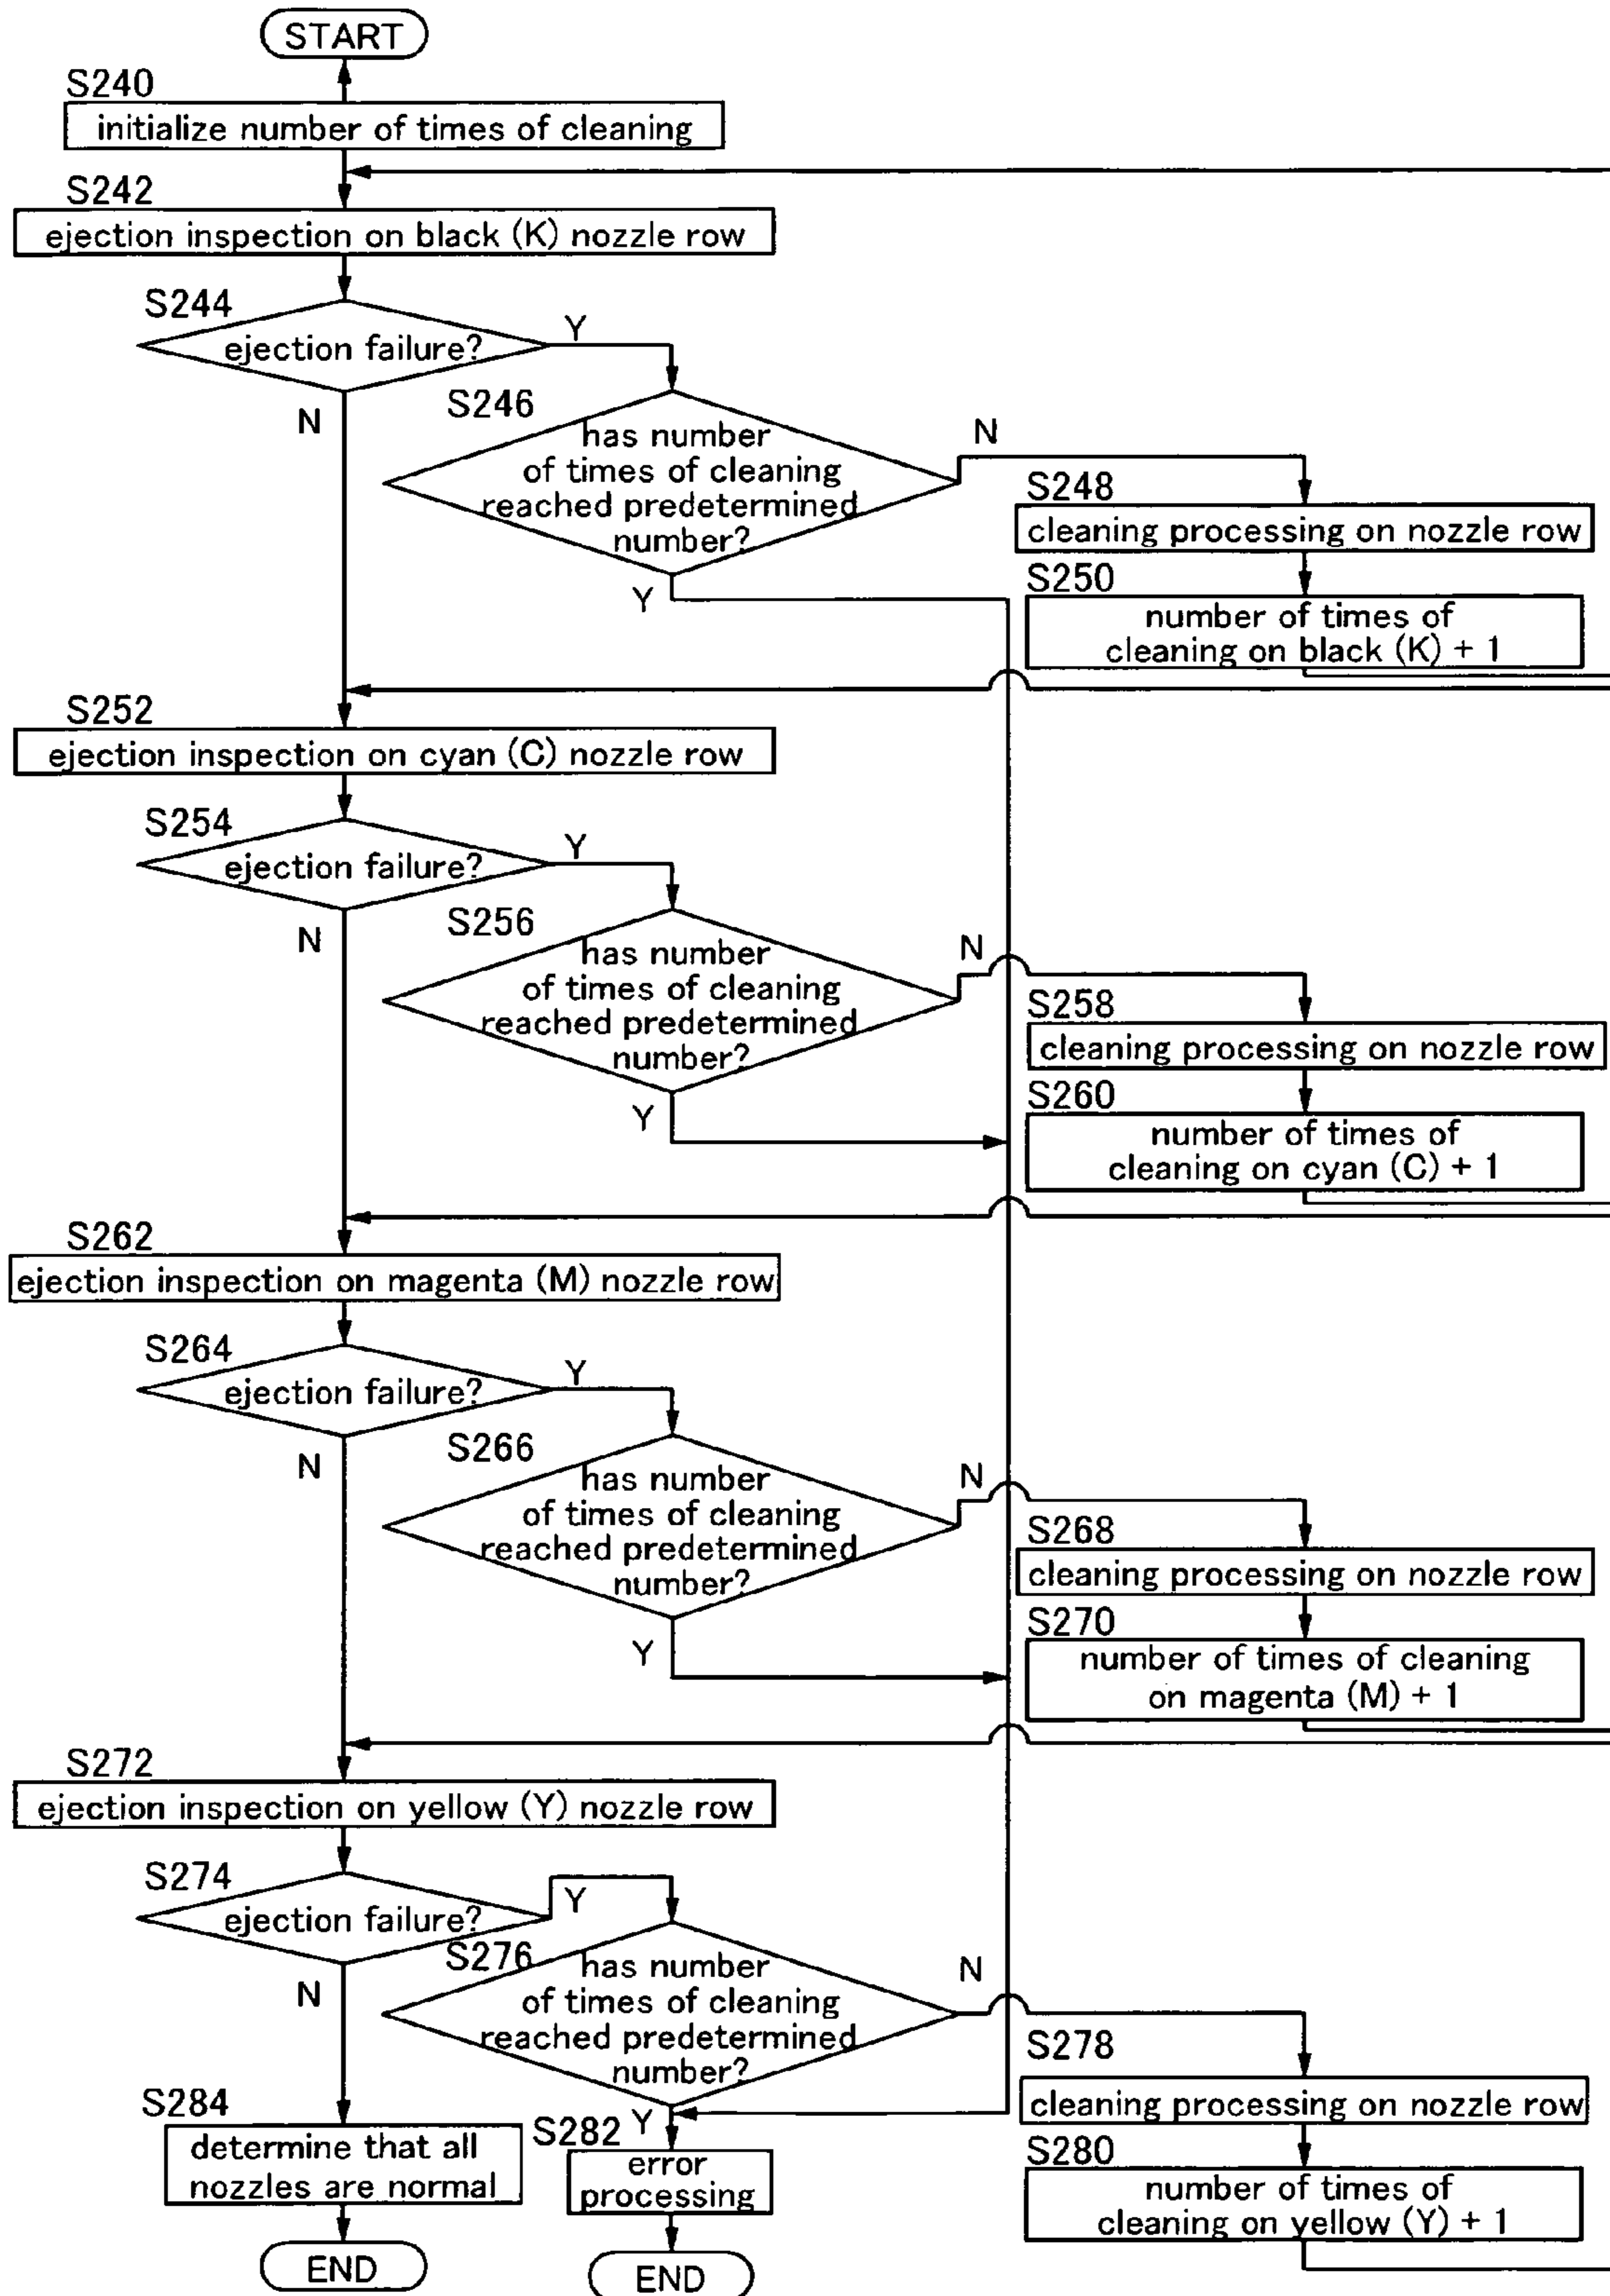 START
S240
initialize number of times of cleaning
S242
ejection inspection on black (K) nozzle row
S244
ejection failure?
Y
N
S246
has number
of times of cleaning
reached predetermined
number?
N
Y
S248
cleaning processing on nozzle row
S250
number of times of
cleaning on black (K) + 1
S252
ejection inspection on cyan (C) nozzle row
S254
ejection failure?
Y
N
S256
has number
of times of cleaning
reached predetermined
number?
N
Y
S258
cleaning processing on nozzle row
S260
number of times of
cleaning on cyan (C) + 1
S262
ejection inspection on magenta (M) nozzle row
S264
ejection failure?
Y
N
S266
has number
of times of cleaning
reached predetermined
number?
N
Y
S268
cleaning processing on nozzle row
S270
number of times of cleaning
on magenta (M) + 1
S272
ejection inspection on yellow (Y) nozzle row
S274
ejection failure?
Y
N
S276
has number
of times of cleaning
reached predetermined
number?
N
Y
S278
cleaning processing on nozzle row
S280
number of times of
cleaning on yellow (Y) + 1
S284
determine that all
nozzles are normal
S282
error
processing
END
END